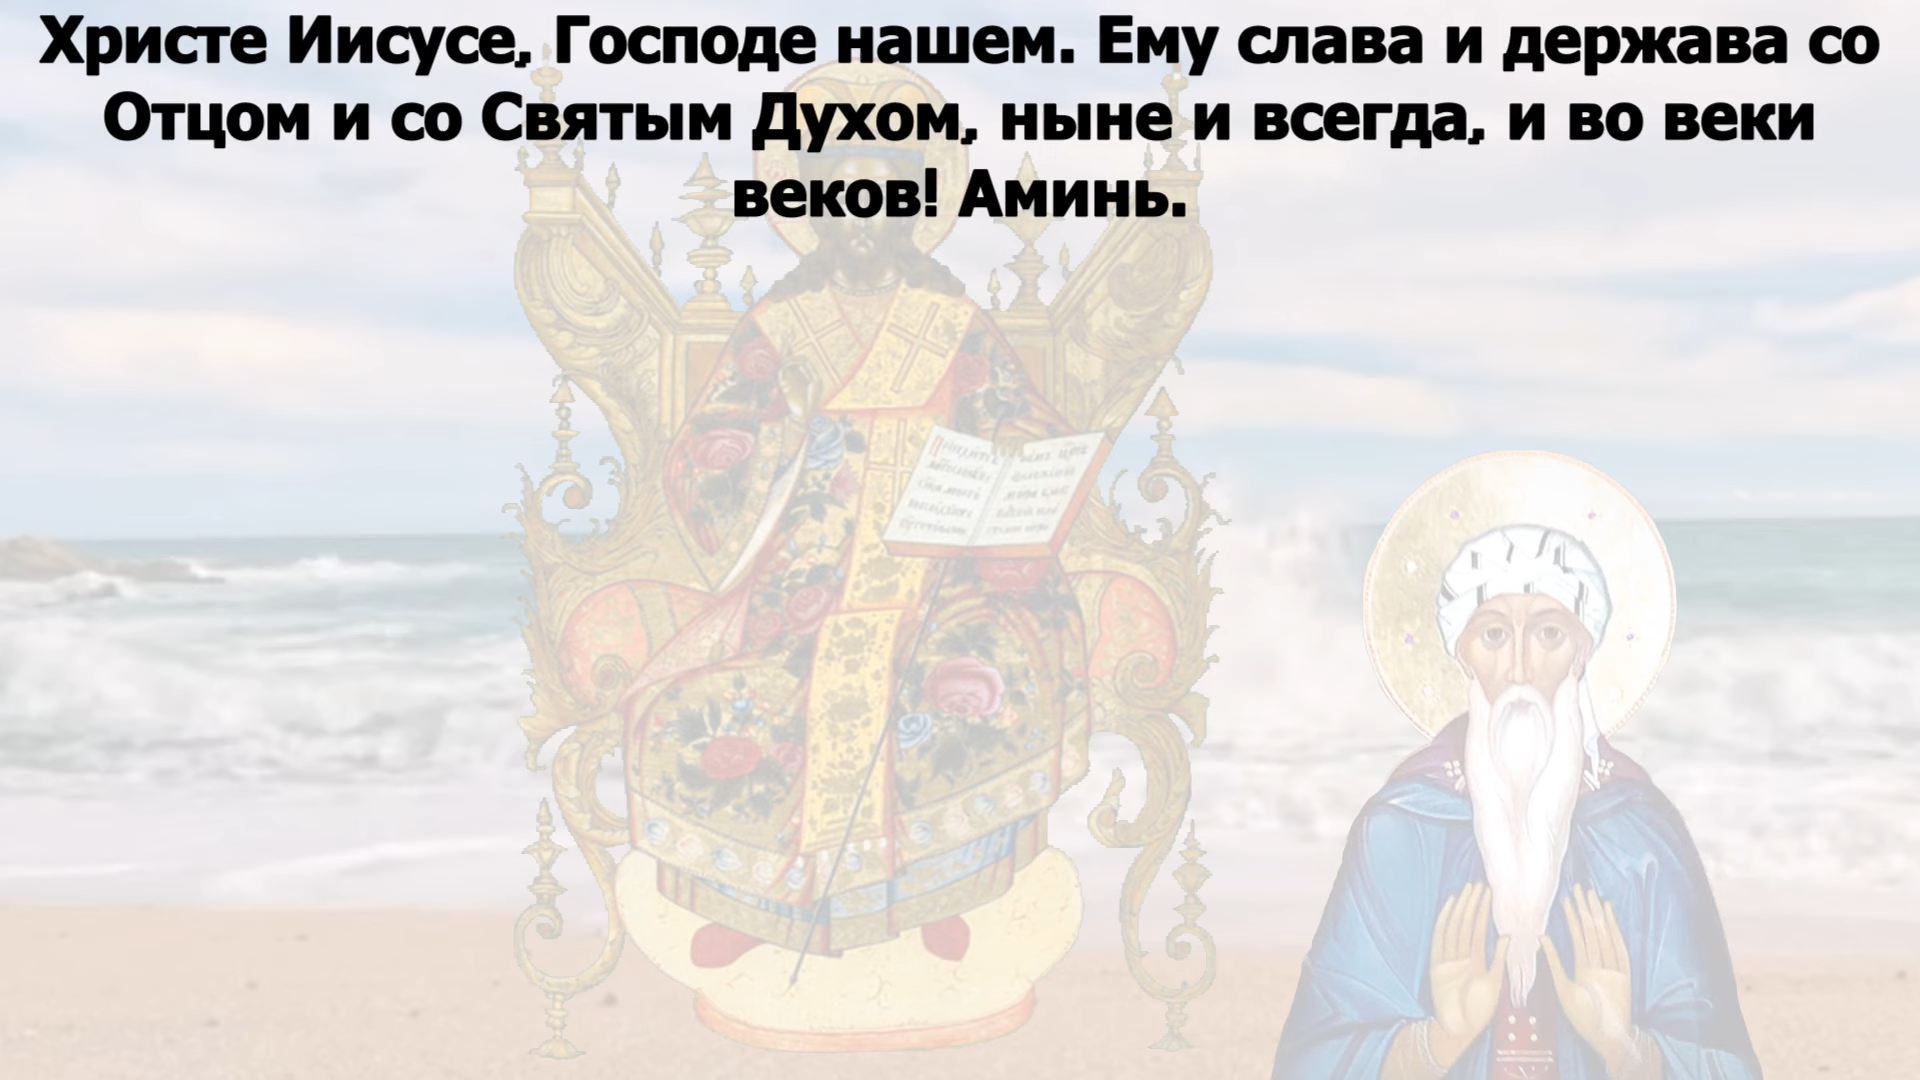 Христе Иисусе, Господе нашем. Ему слава и держава со
Отцом и со Святым Духом, ныне и всегда, и во веки
веков! Аминь.